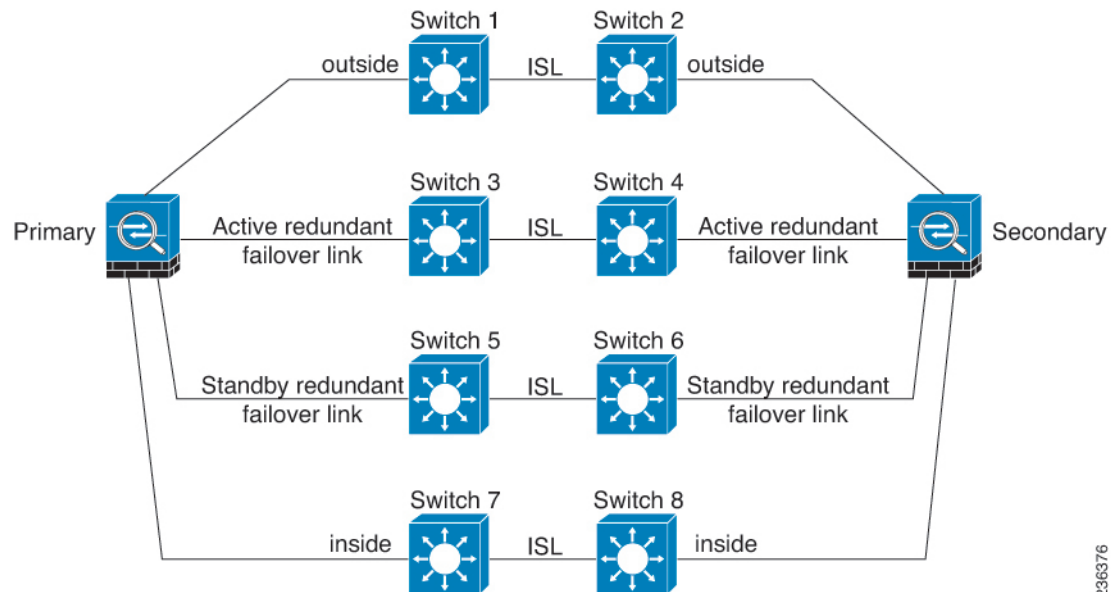 Switch 1
Switch 2
outside
ISL
outside
Switch 3
Switch 4
Primary
Active redundant
failover link
ISL
Active redundant
failover link
Secondary
Switch 5
Switch 6
Standby redundant
failover link
ISL
Standby redundant
failover link
Switch 7
Switch 8
inside
ISL
inside
236376